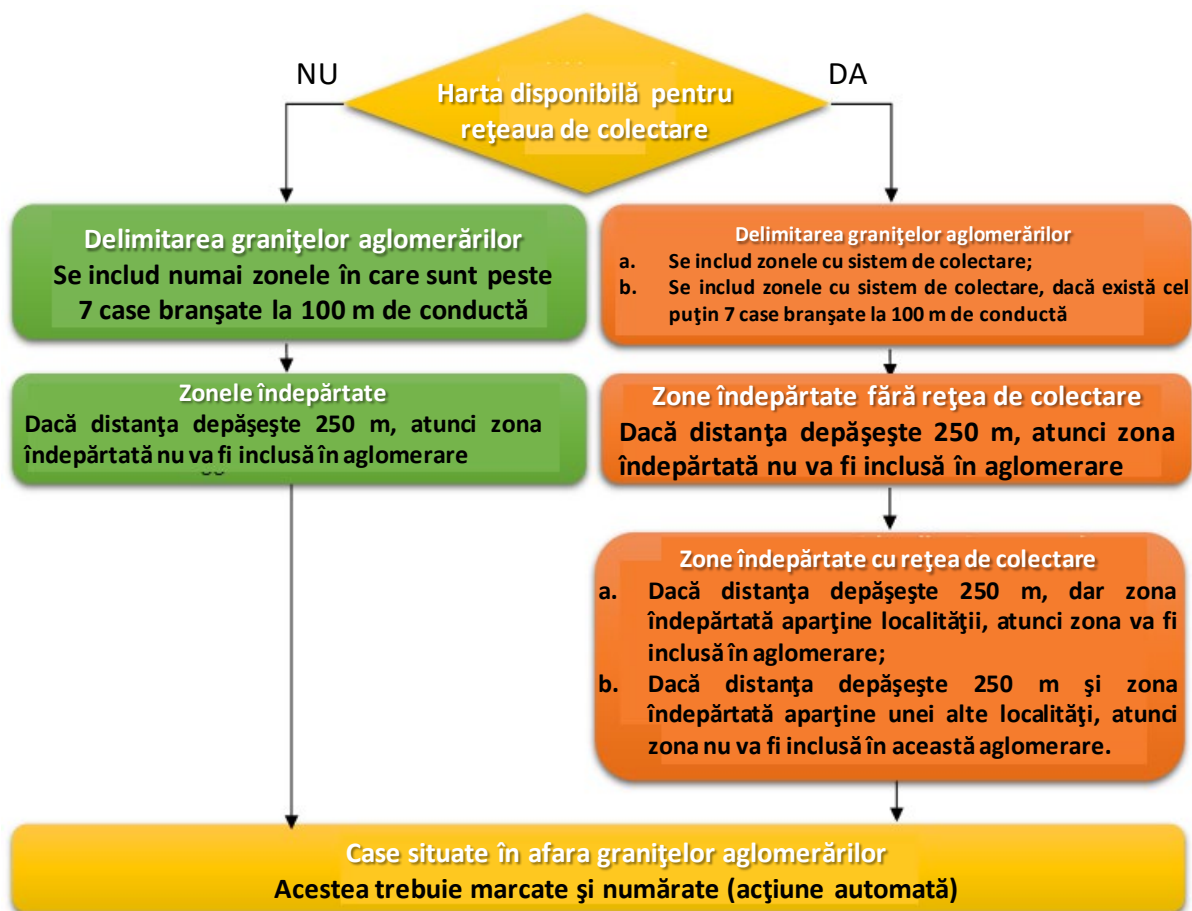 NU
DA
Harta disponibilă pentru
reţeaua de colectare
Delimitarea graniţelor aglomerărilor
Se includ numai zonele în care sunt peste
7 case branşate la 100 m de conductă
Zonele îndepărtate
Dacă distanţa depăşeşte 250 m, atunci zona
îndepărtată nu va fi inclusă în aglomerare
Delimitarea graniţelor aglomerărilor
a. Se includ zonele cu sistem de colectare;
b. Se includ zonele cu sistem de colectare, dacă există cel
puţin 7 case branşate la 100 m de conductă
Zone îndepărtate fără reţea de colectare
Dacă distanţa depăşeşte 250 m, atunci zona
îndepărtată nu va fi inclusă în aglomerare
Zone îndepărtate cu reţea de colectare
a. Dacă distanţa depăşeşte 250 m, dar zona
îndepărtată aparţine localităţii, atunci zona va fi
inclusă în aglomerare;
b. Dacă distanţa depăşeşte 250 m şi zona
îndepărtată aparţine unei alte localităţi, atunci
zona nu va fi inclusă în această aglomerare.
Case situate în afara graniţelor aglomerărilor
Acestea trebuie marcate şi numărate (acţiune automată)